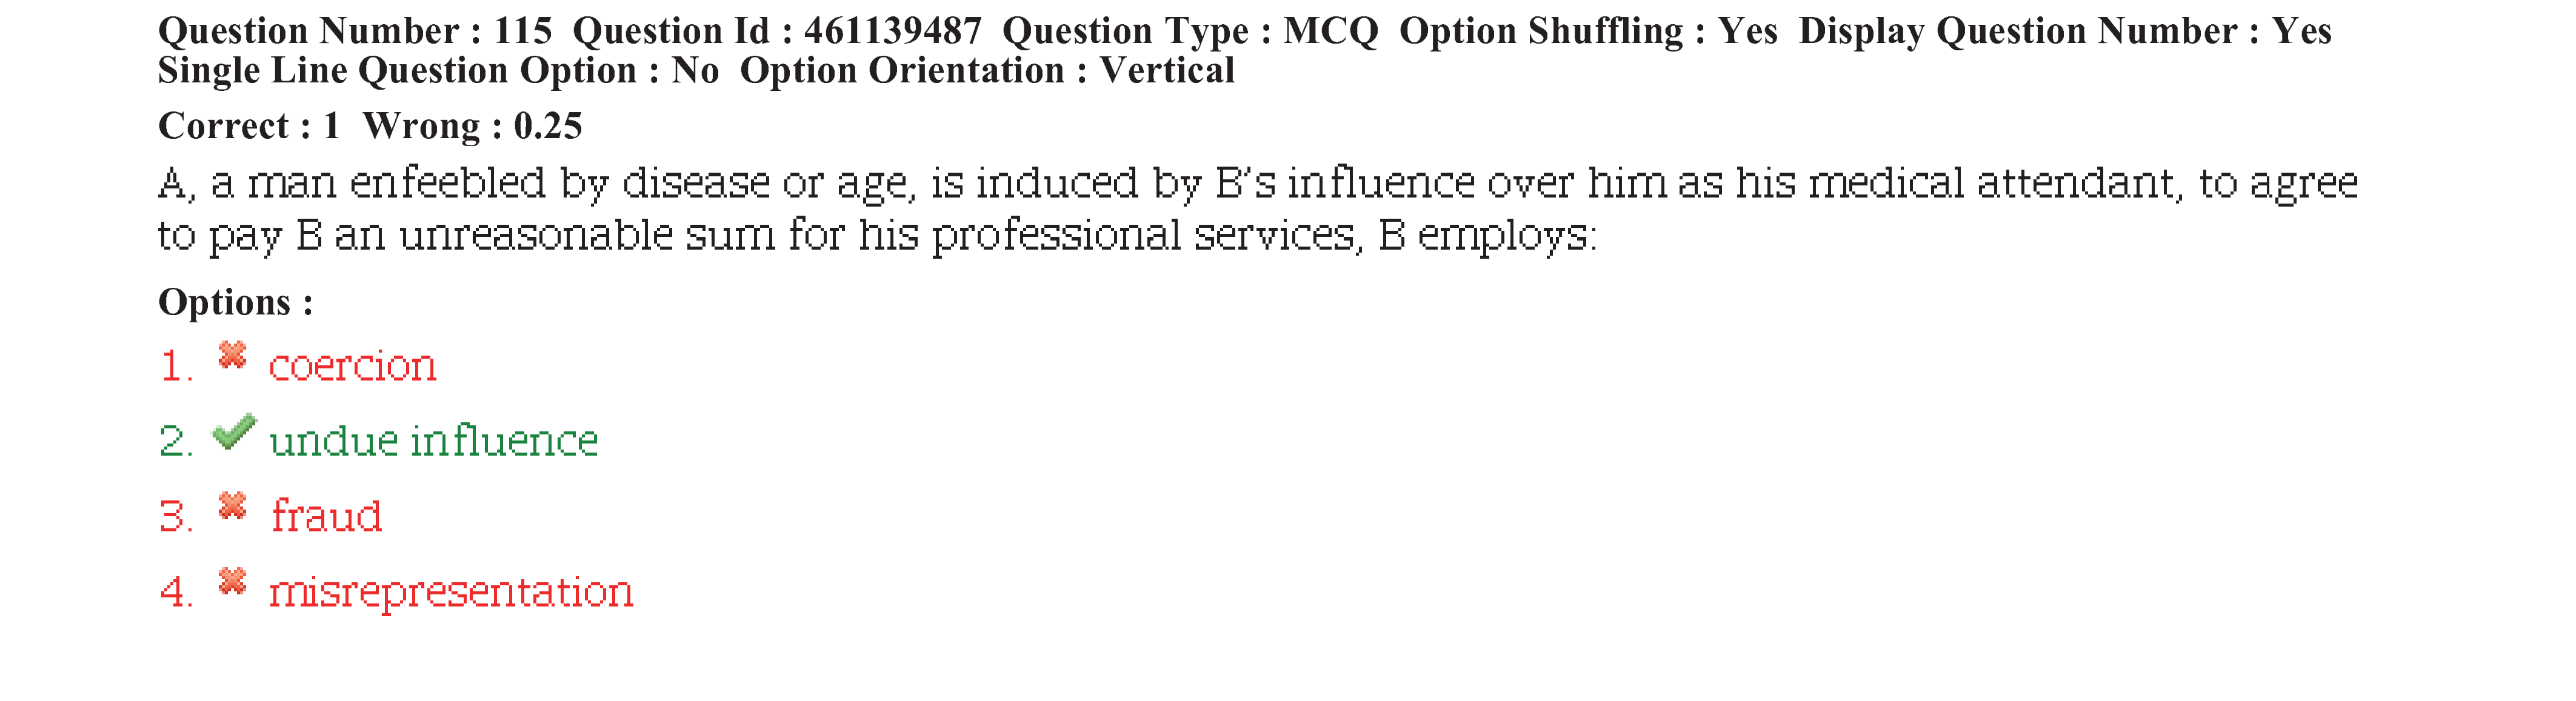 Question Number : 115 Question Id : 461139487 Question Type : MCQ Option Shuffling : Yes Display Question Number : Yes
Single Line Question Option : No Option Orientation : Vertical
Correct : 1 Wrong : 0.25
A, a man enfeebled by disease or age, is induced by B's influence over him as his medical attendant, to agree
to pay B an unreasonable sum for his professional services, B employs:
Options :
1. coercion
2. undue influence
3. fraud
4. misrepresentation